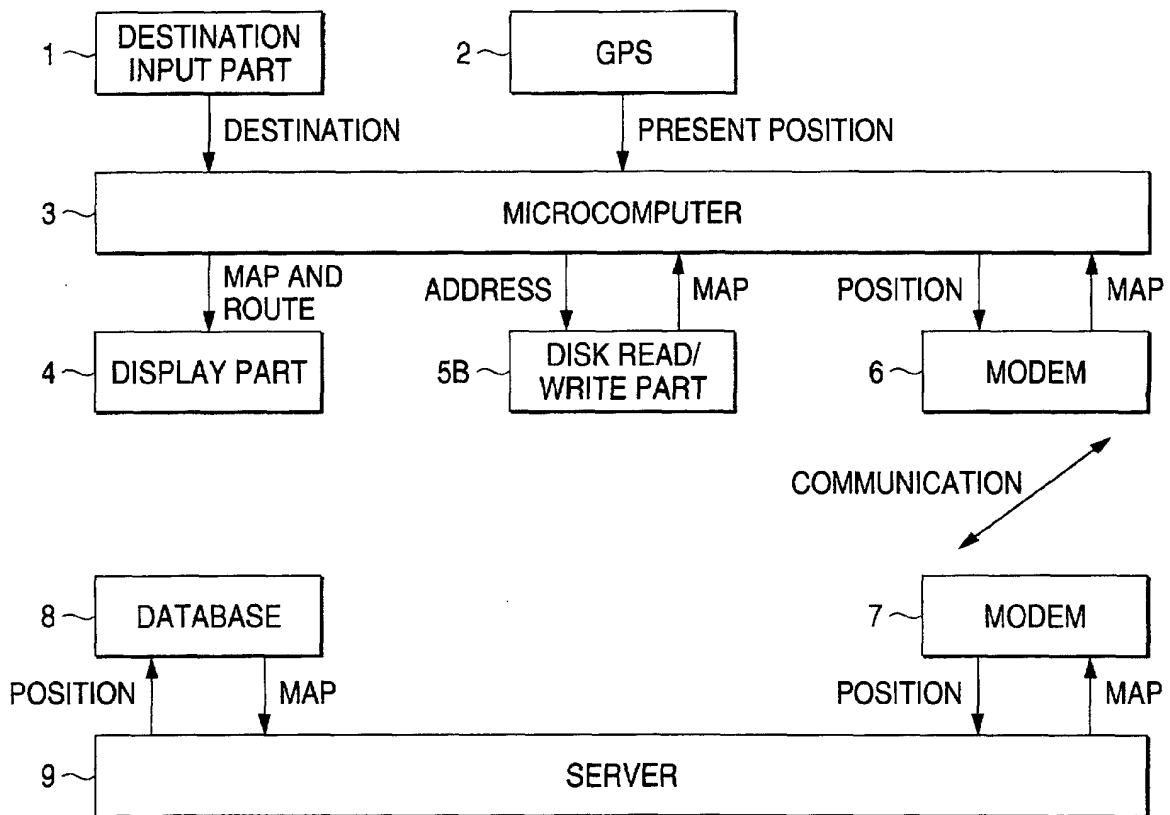 1 DESTINATION
INPUT PART
2 GPS
DESTINATION
PRESENT POSITION
3 MICROCOMPUTER
MAP AND
ROUTE
ADDRESS
MAP
POSITION
MAP
4 DISPLAY PART
5B DISK READ/
WRITE PART
6 MODEM
COMMUNICATION
8 DATABASE
7 MODEM
POSITION
MAP
POSITION
MAP
9 SERVER